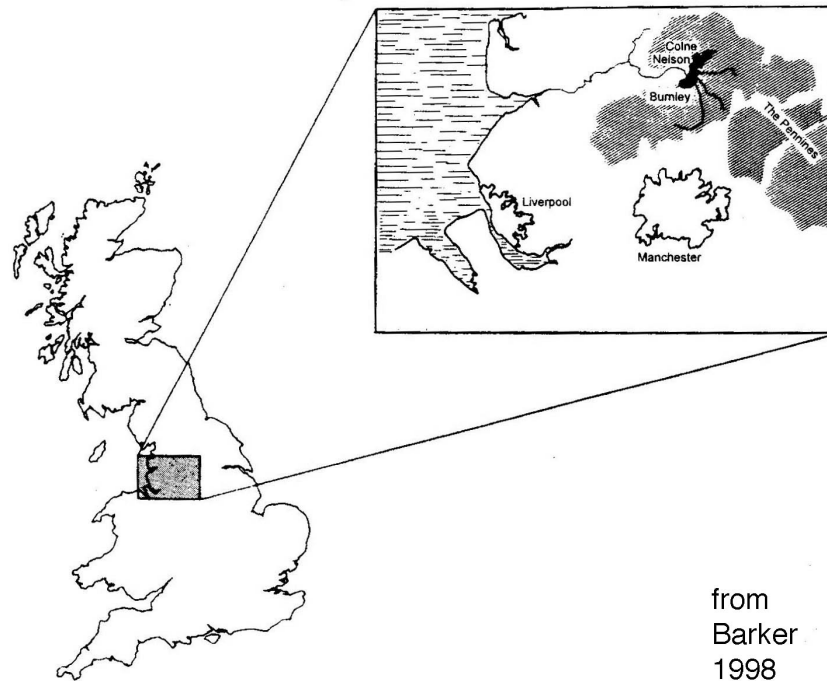 Colne
Nelson
Burnley
The Pennines
Liverpool
Manchester
from
Barker
1998